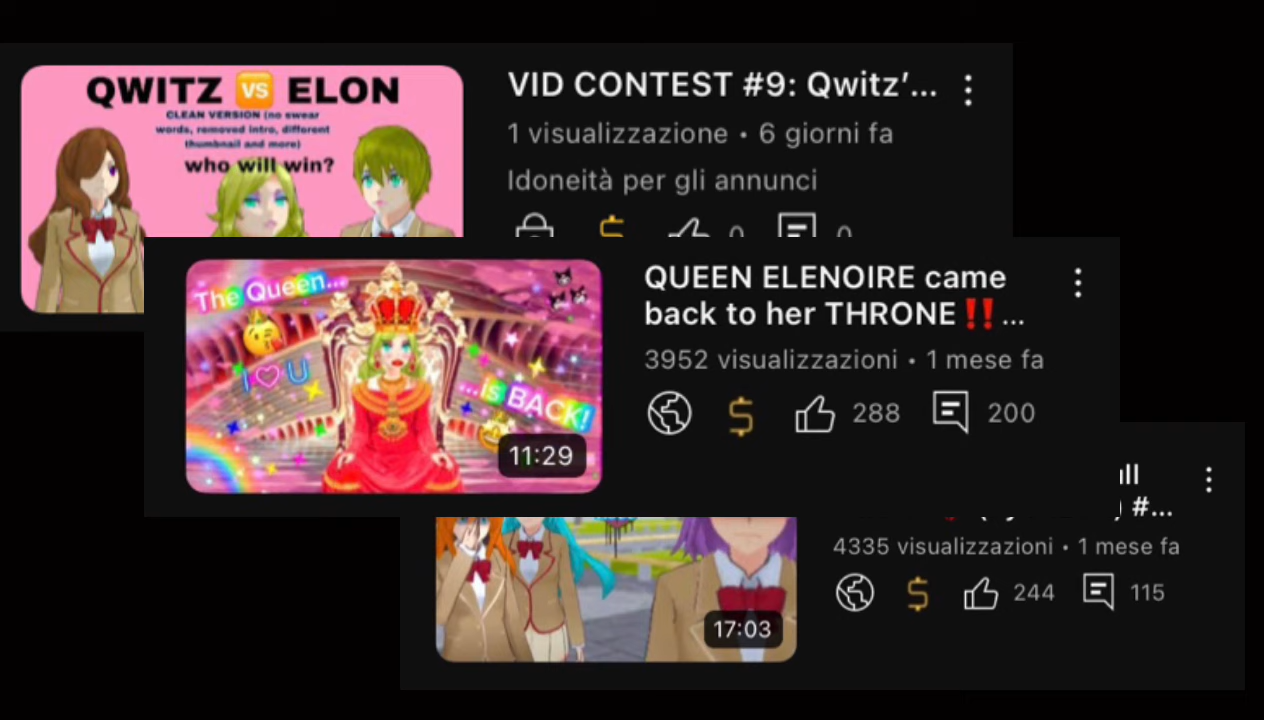 QWITZ VS ELON
CLEAN VERSION (no swear
words, removed intro, different
thumbnail and more)
who will win?
VID CONTEST #9: Qwitz’...
1 visualizzazione • 6 giorni fa
Idoneità per gli annunci
0 0
The Queen...
I ♡ U
...is BACK!
11:29
QUEEN ELENOIRE came
back to her THRONE‼️...
3952 visualizzazioni • 1 mese fa
288 200
) #...
4335 visualizzazioni • 1 mese fa
244 115
17:03